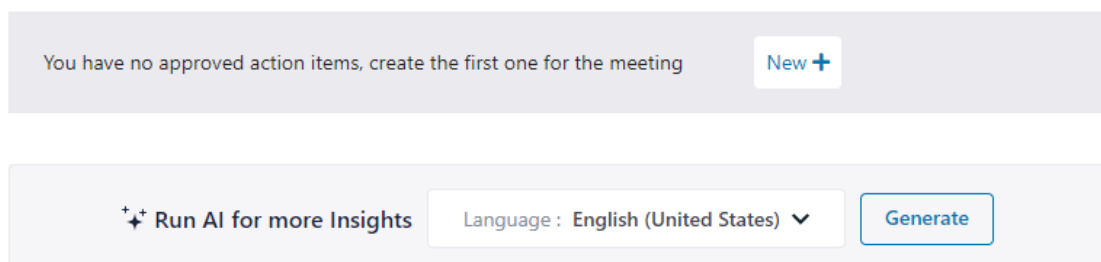 You have no approved action items, create the first one for the meeting New +
Run AI for more Insights Language : English (United States) Generate